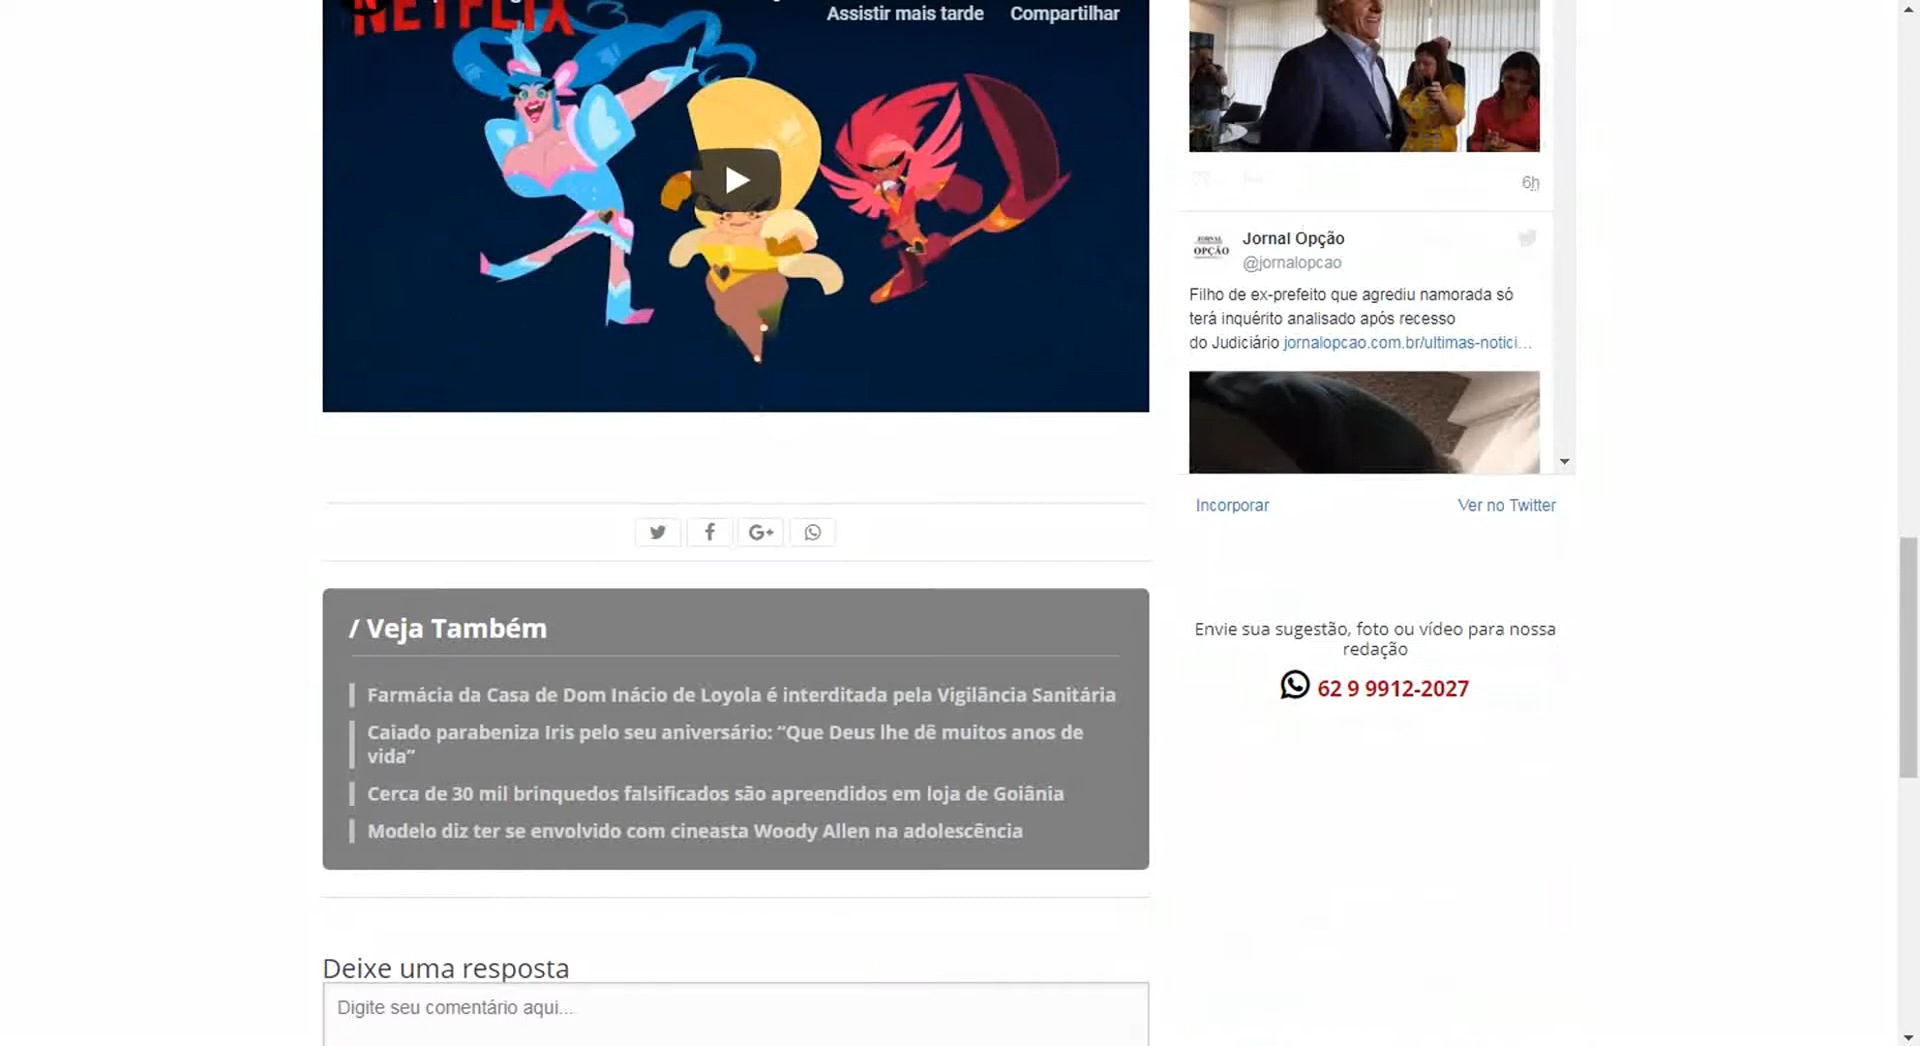 NETFLIX
Assistir mais tarde
Compartilhar
6h
Jornal Opção
@jornalopcao
JORNAL
OPÇÃO
Filho de ex-prefeito que agrediu namorada só
terá inquérito analisado após recesso
do Judiciário jornalopcao.com.br/ultimas-notici...
Incorporar
Ver no Twitter
/ Veja Também
Farmácia da Casa de Dom Inácio de Loyola é interditada pela Vigilância Sanitária
Caiado parabeniza Iris pelo seu aniversário: “Que Deus lhe dê muitos anos de
vida”
Cerca de 30 mil brinquedos falsificados são apreendidos em loja de Goiânia
Modelo diz ter se envolvido com cineasta Woody Allen na adolescência
Envie sua sugestão, foto ou vídeo para nossa
redação
62 9 9912-2027
Deixe uma resposta
Digite seu comentário aqui...